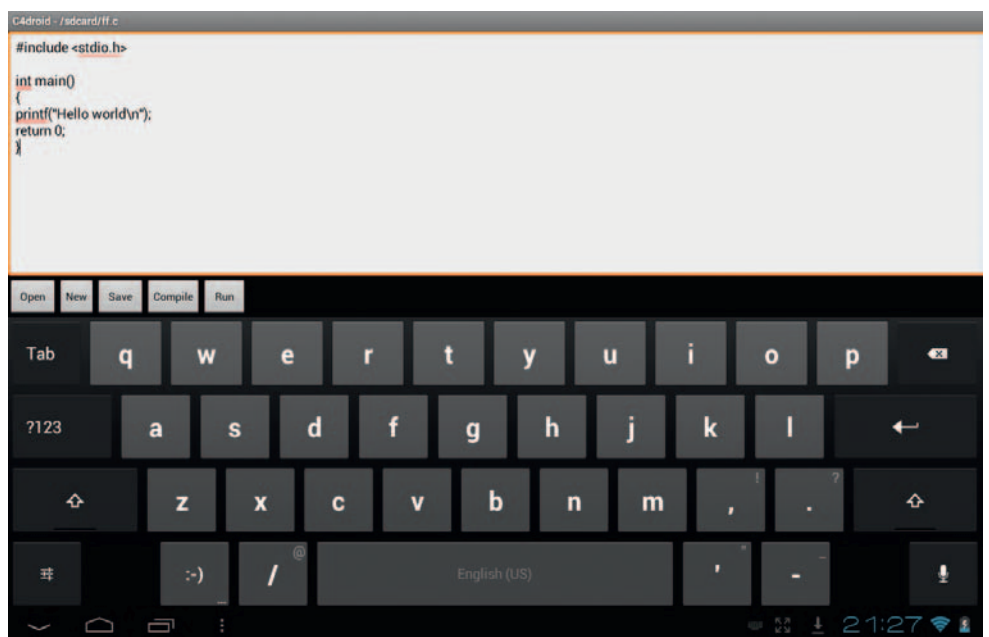 C4droid - /sdcard/ff.c
#include <stdio.h>
int main()
{
printf("Hello world\n");
return 0;
}
Open New Save Compile Run
Tab q w e r t y u i o p
?123 a s d f g h j k l
z x c v b n m , ! . ?
:-) _ / @ English (US) ' " - _
21:27